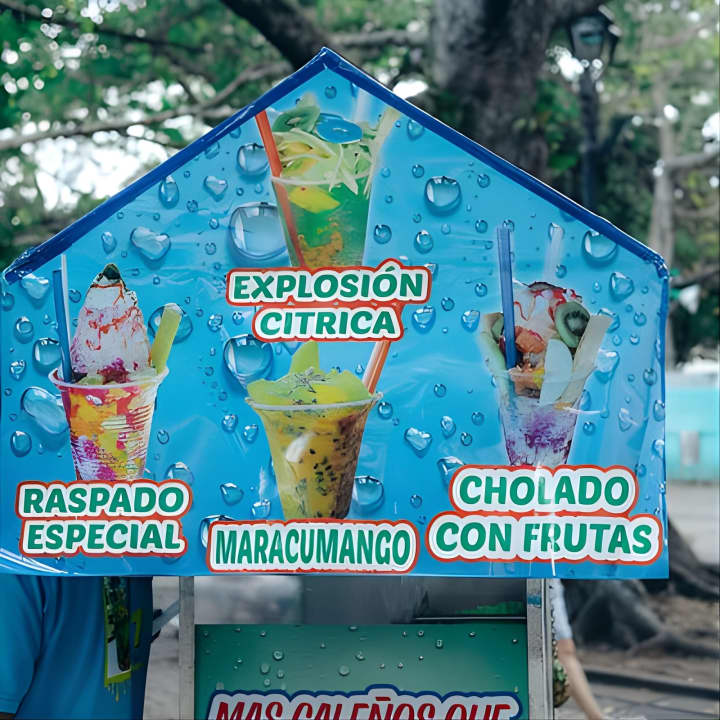 EXPLOSIÓN
CITRICA
RASPADO
ESPECIAL
MARACUMANGO
CHOLADO
CON FRUTAS
MAS CALEÑOS QUE